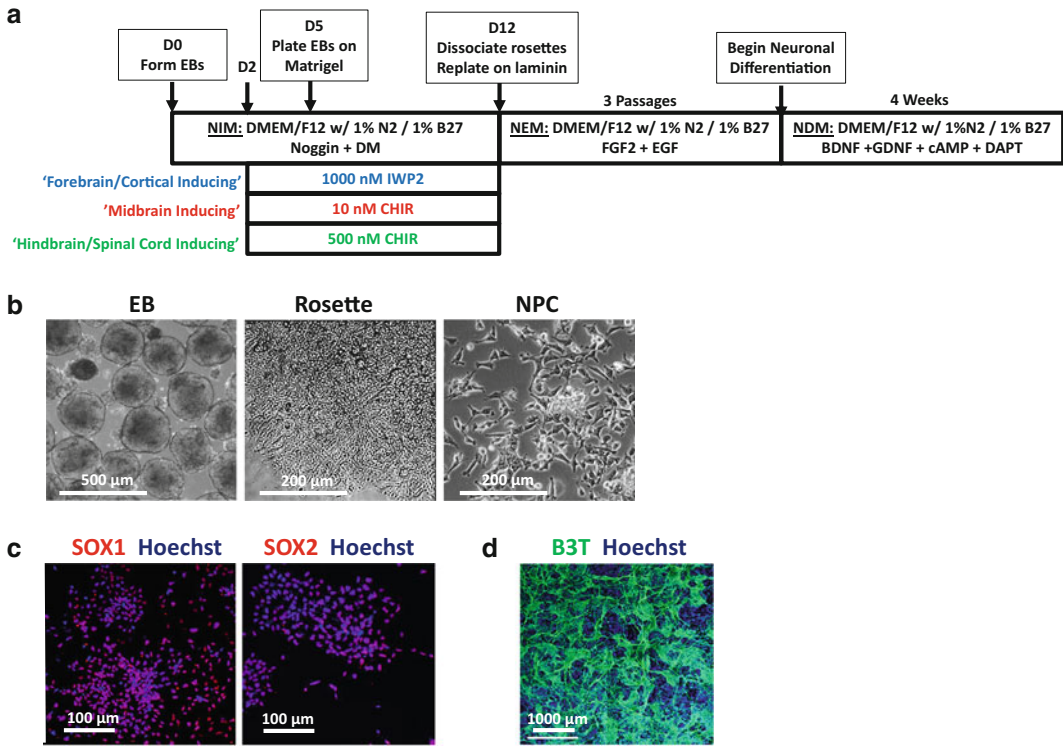 a
D0
Form EBs
D2
D5
Plate EBs on
Matrigel
D12
Dissociate rosettes
Replate on laminin
Begin Neuronal
Differentiation
3 Passages
4 Weeks
NIM: DMEM/F12 w/ 1% N2 / 1% B27
Noggin + DM
NEM: DMEM/F12 w/ 1% N2 / 1% B27
FGF2 + EGF
NDM: DMEM/F12 w/ 1%N2 / 1% B27
BDNF +GDNF + cAMP + DAPT
‘Forebrain/Cortical Inducing’
1000 nM IWP2
’Midbrain Inducing’
10 nM CHIR
‘Hindbrain/Spinal Cord Inducing’
500 nM CHIR
b
EB
Rosette
NPC
500 µm
200 µm
200 µm
c
SOX1 Hoechst
SOX2 Hoechst
d
B3T Hoechst
100 µm
100 µm
1000 µm